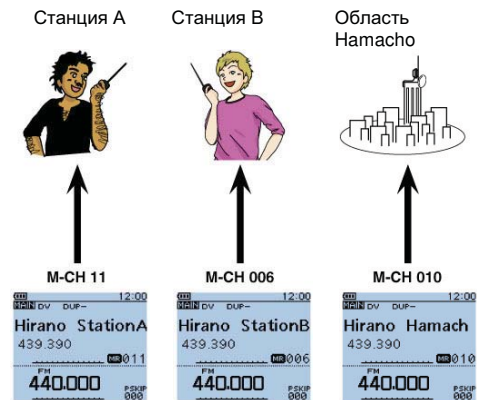 Станция A
Станция B
Область
Hamacho
M-CH 11
12:00
MAIN DV DUP-
Hirano StationA
439.390
MR 011
FM
440.000
PSKIP
000
M-CH 006
12:00
MAIN DV DUP-
Hirano StationB
439.390
MR 006
FM
440.000
PSKIP
000
M-CH 010
12:00
MAIN DV DUP-
Hirano Hamach
439.390
MR 010
FM
440.000
PSKIP
000